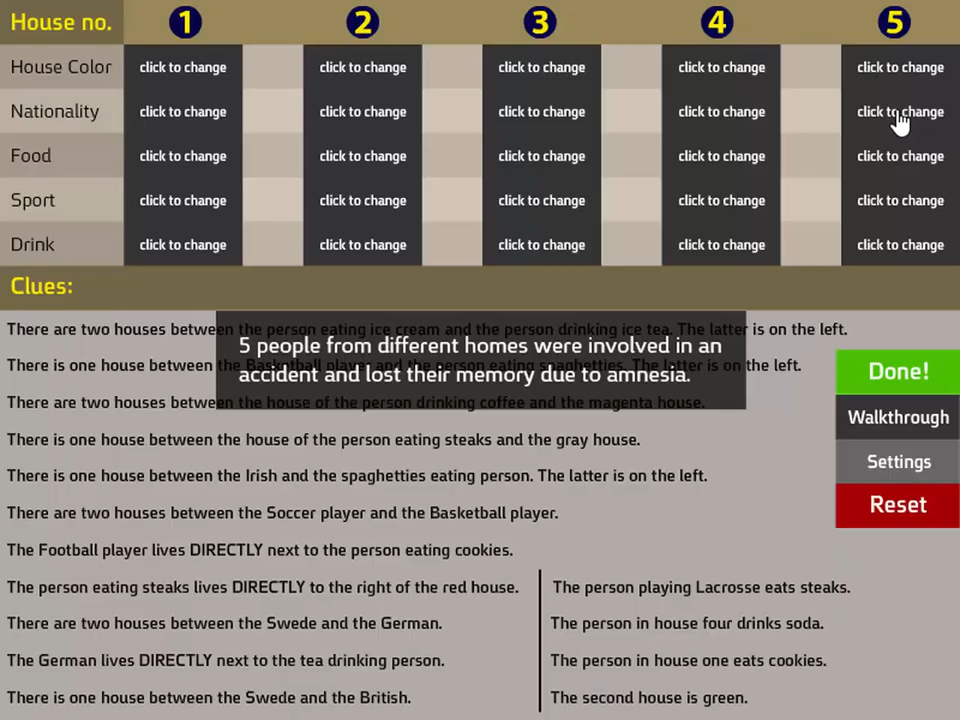 House no. 1 2 3 4 5
House Color click to change click to change click to change click to change click to change
Nationality click to change click to change click to change click to change click to change
Food click to change click to change click to change click to change click to change
Sport click to change click to change click to change click to change click to change
Drink click to change click to change click to change click to change click to change
Clues:
There are two houses between the person eating ice cream and the person drinking ice tea. The latter is on the left.
5 people from different homes were involved in an
accident and lost their memory due to amnesia.
There is one house between the Basketball player and the person eating spaghetties. The latter is on the left.
There are two houses between the house of the person drinking coffee and the magenta house.
There is one house between the house of the person eating steaks and the gray house.
There is one house between the Irish and the spaghetties eating person. The latter is on the left.
There are two houses between the Soccer player and the Basketball player.
The Football player lives DIRECTLY next to the person eating cookies.
The person eating steaks lives DIRECTLY to the right of the red house.
There are two houses between the Swede and the German.
The German lives DIRECTLY next to the tea drinking person.
There is one house between the Swede and the British.
The person playing Lacrosse eats steaks.
The person in house four drinks soda.
The person in house one eats cookies.
The second house is green.
Done!
Walkthrough
Settings
Reset